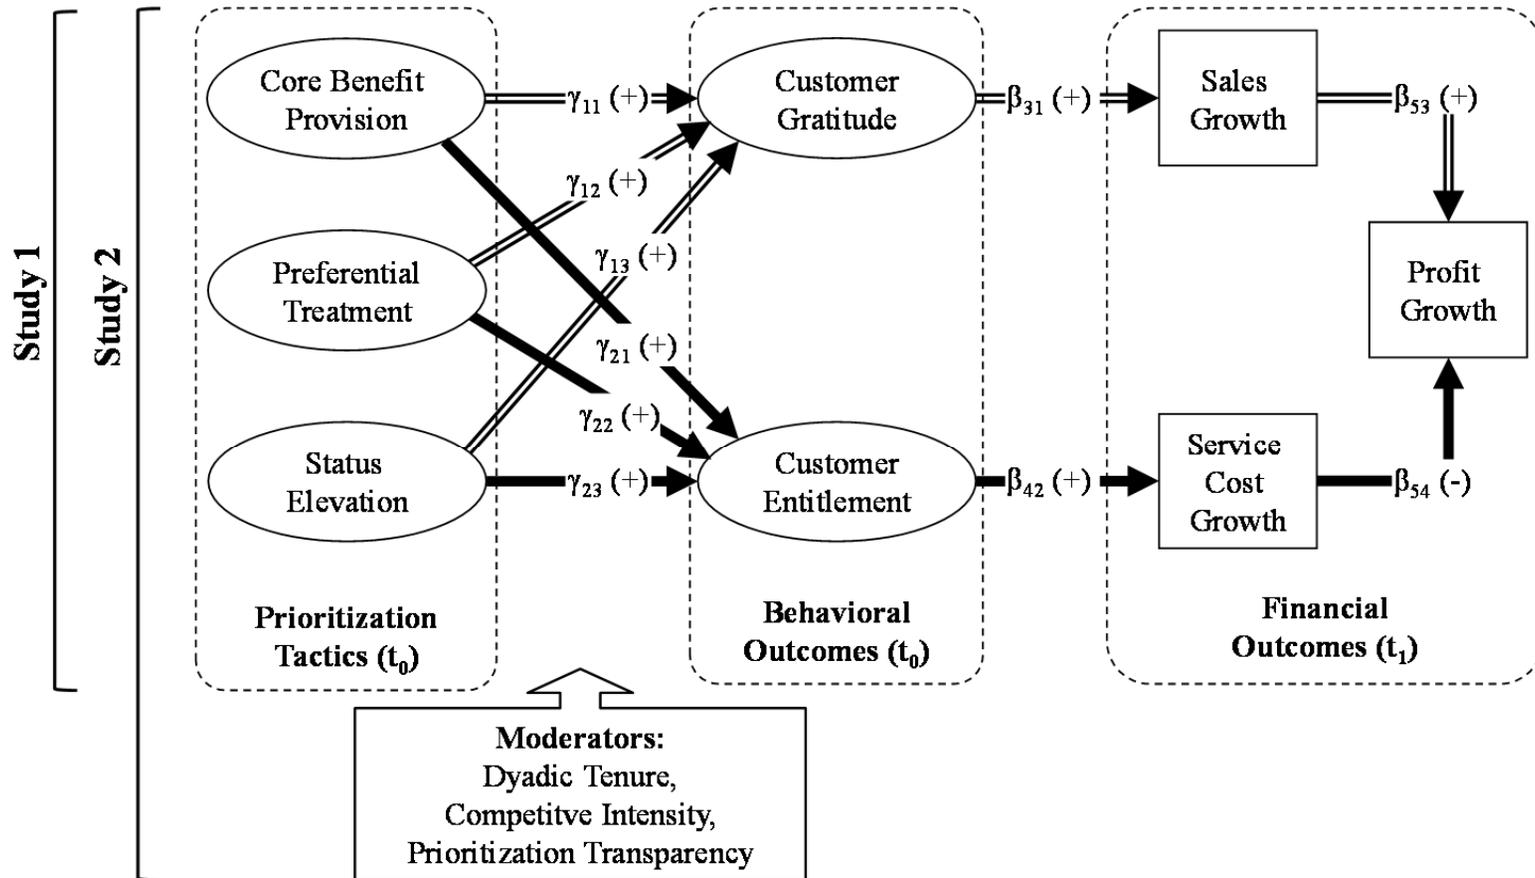 Study 1
Study 2
Core Benefit
Provision
γ11 (+)
Customer
Gratitude
β31 (+)
Sales
Growth
β53 (+)
γ12 (+)
Preferential
Treatment
γ13 (+)
Profit
Growth
γ21 (+)
γ22 (+)
Status
Elevation
γ23 (+)
Customer
Entitlement
β42 (+)
Service
Cost
Growth
β54 (-)
Prioritization
Tactics (t0)
Behavioral
Outcomes (t0)
Financial
Outcomes (t1)
Moderators:
Dyadic Tenure,
Competitve Intensity,
Prioritization Transparency